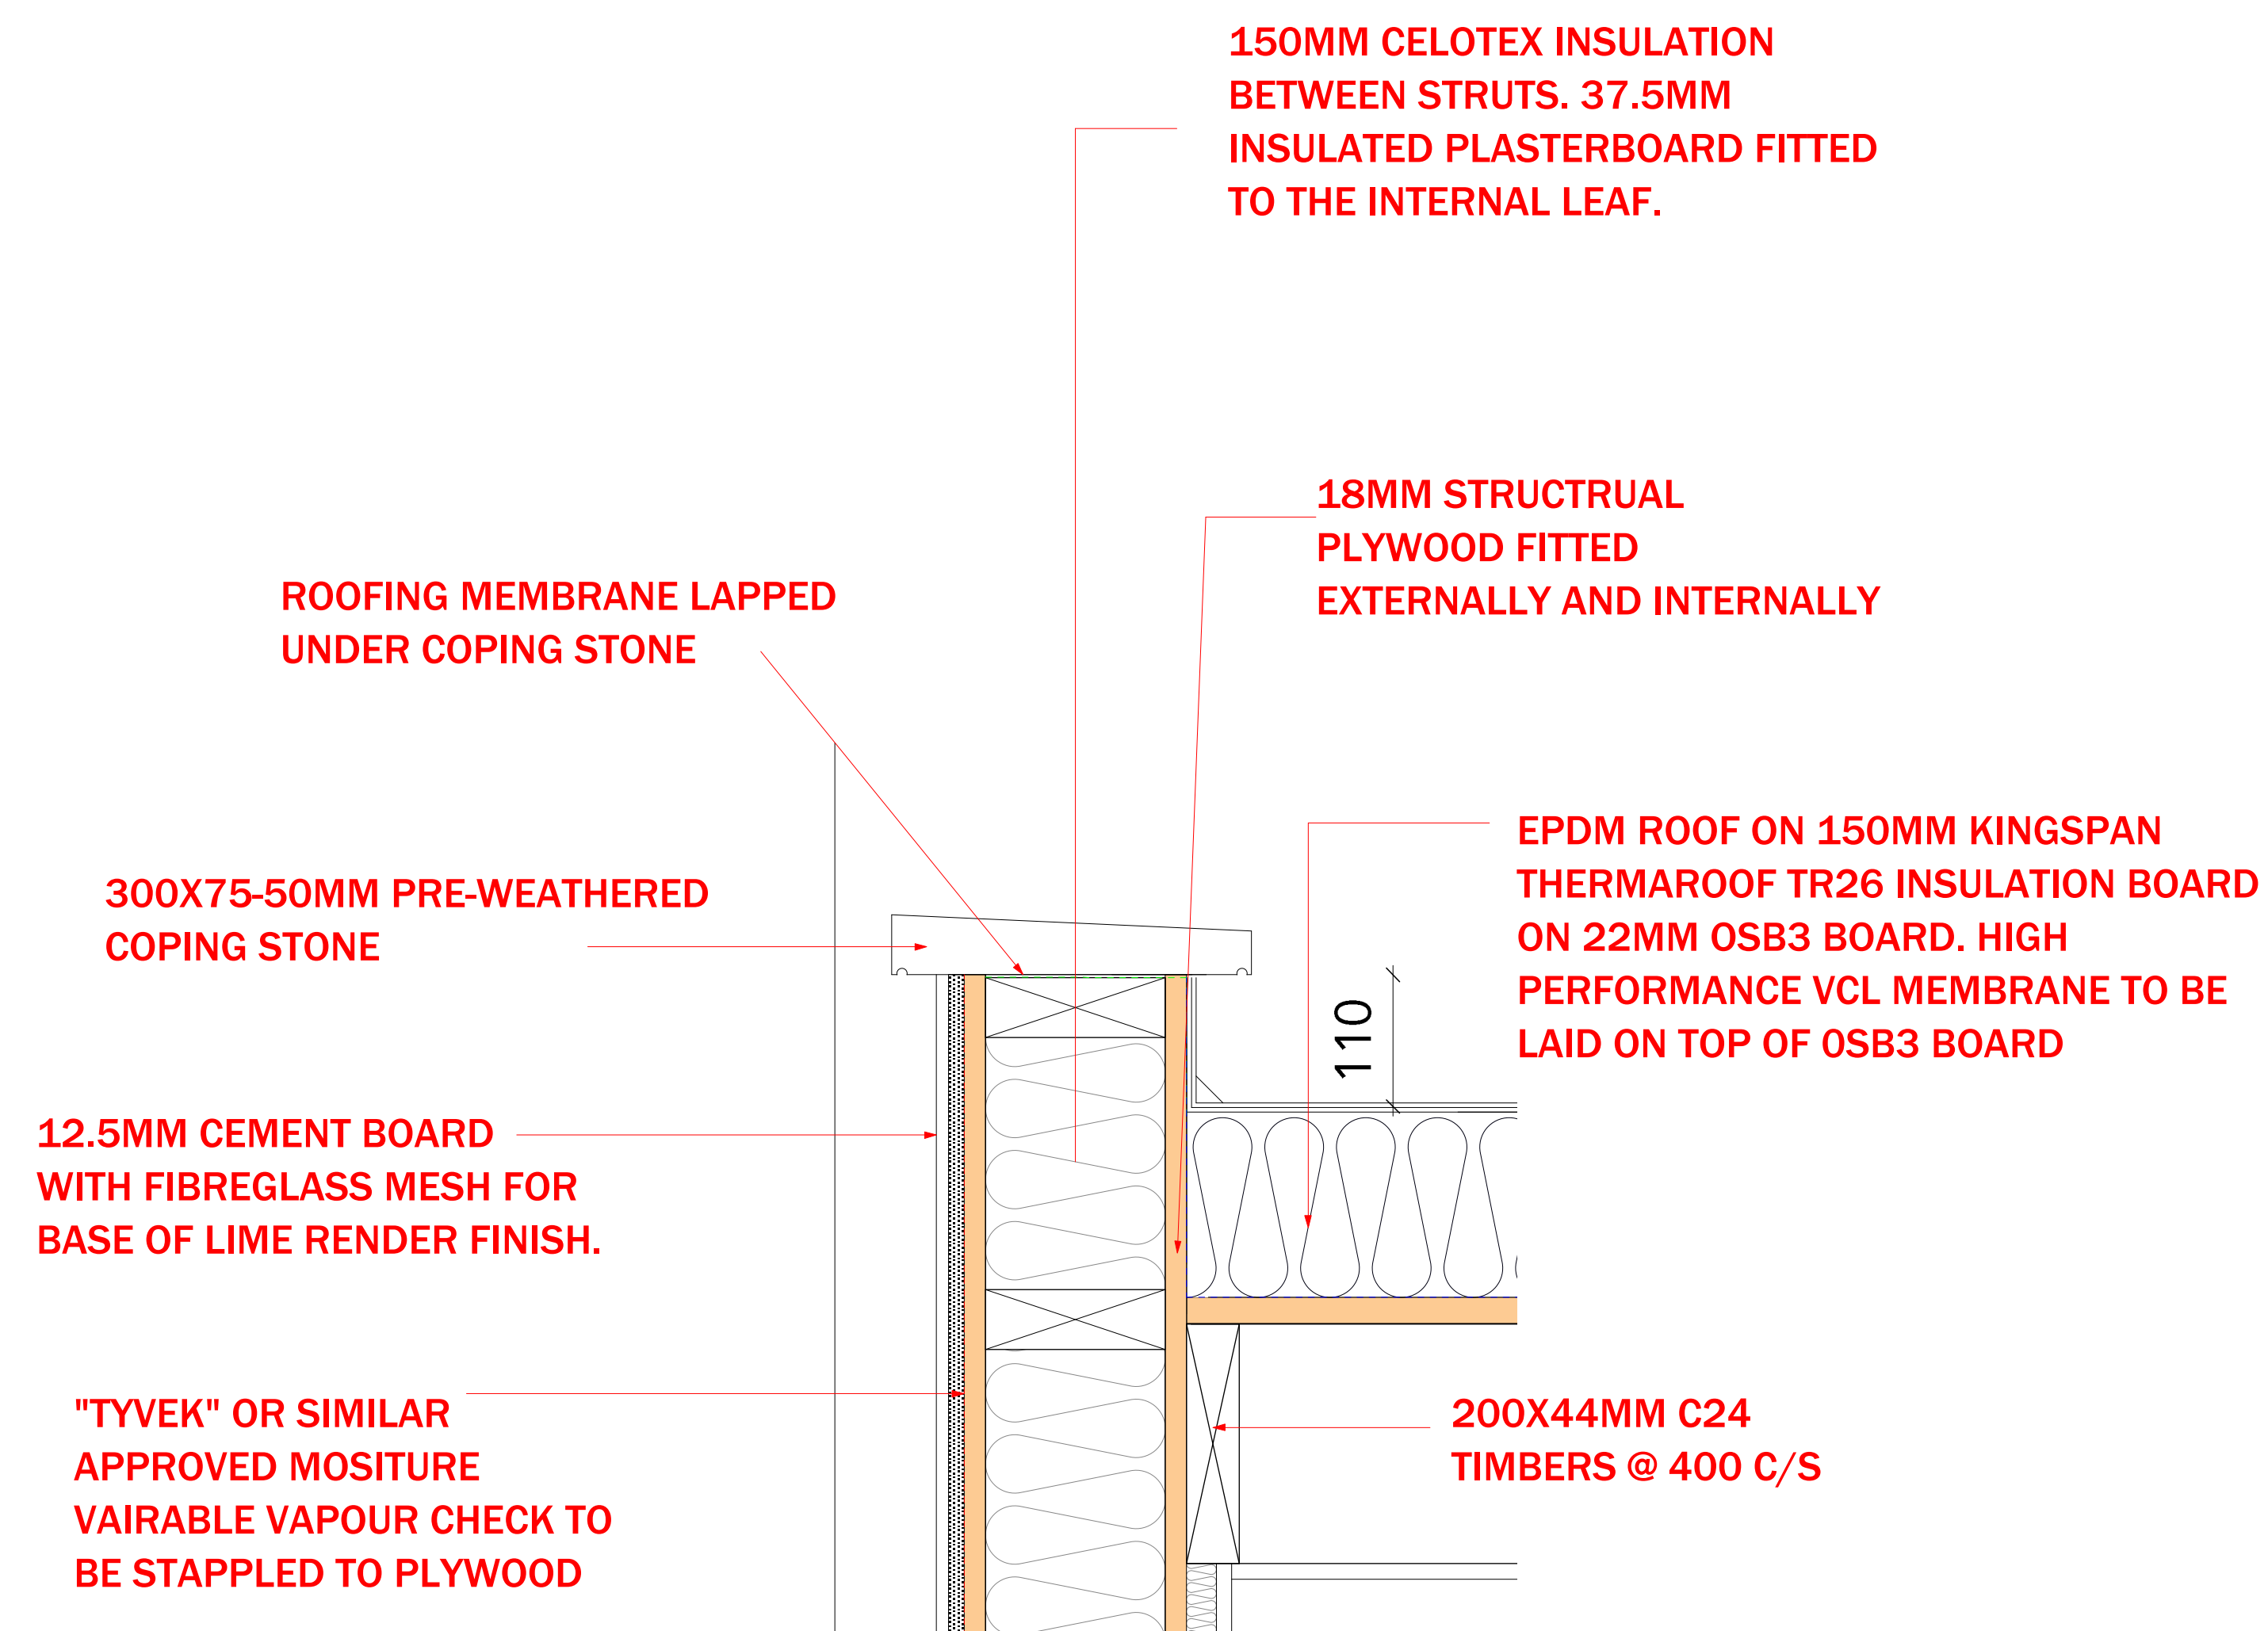 150MM CELOTEX INSULATION
BETWEEN STRUTS. 37.5MM
INSULATED PLASTERBOARD FITTED
TO THE INTERNAL LEAF.
18MM STRUCTRUAL
PLYWOOD FITTED
EXTERNALLY AND INTERNALLY
ROOFING MEMBRANE LAPPED
UNDER COPING STONE
EPDM ROOF ON 150MM KINGSPAN
THERMAROOF TR26 INSULATION BOARD
ON 22MM OSB3 BOARD. HIGH
PERFORMANCE VCL MEMBRANE TO BE
LAID ON TOP OF OSB3 BOARD
300X75-50MM PRE-WEATHERED
COPING STONE
110
12.5MM CEMENT BOARD
WITH FIBREGLASS MESH FOR
BASE OF LIME RENDER FINISH.
"TYVEK" OR SIMILAR
APPROVED MOSITURE
VAIRABLE VAPOUR CHECK TO
BE STAPPLED TO PLYWOOD
200X44MM C24
TIMBERS @ 400 C/S